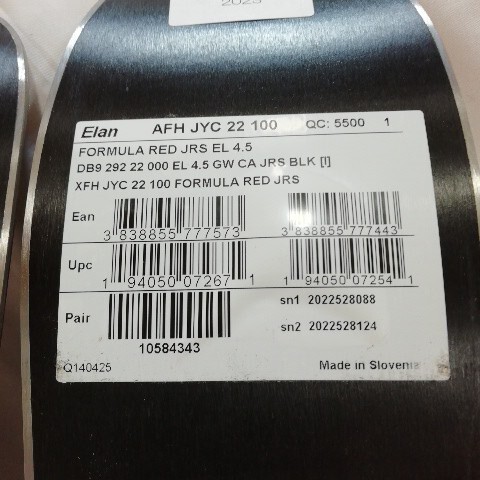 2023
Elan AFH JYC 22 100 QC: 5500 1
FORMULA RED JRS EL 4.5
DB9 292 22 000 EL 4.5 GW CA JRS BLK [I]
XFH JYC 22 100 FORMULA RED JRS
Ean 3 838855 777573 3 838855 777443
Upc 1 94050 07267 1 1 94050 07254 1
Pair 10584343
sn1 2022528088
sn2 2022528124
Q140425 Made in Slovenia